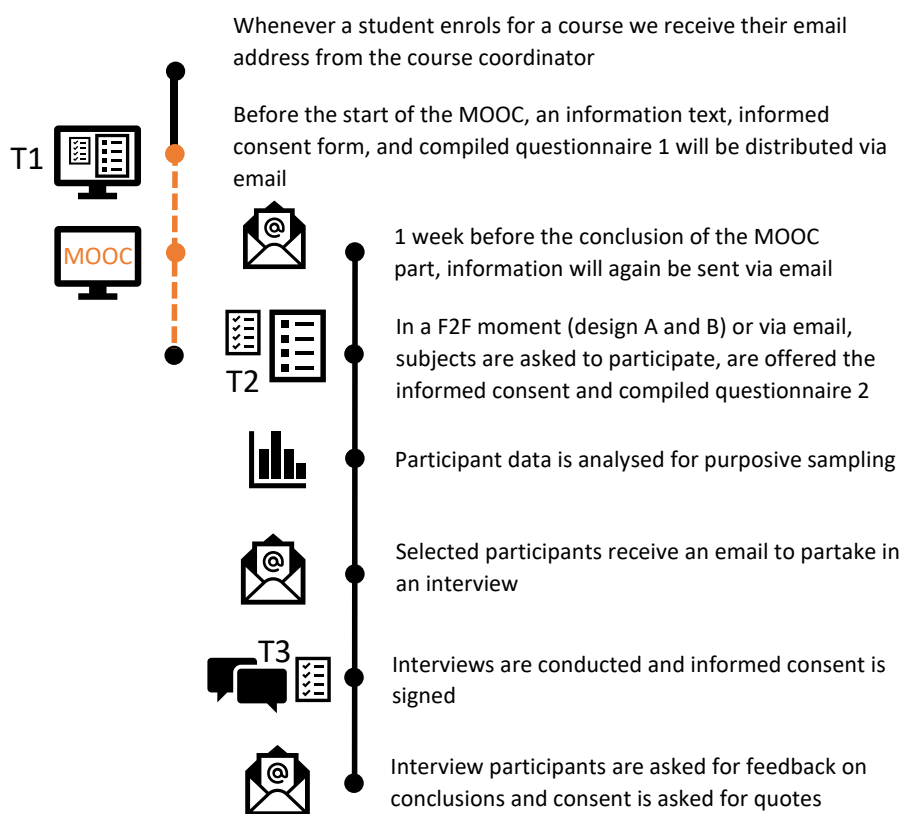 Whenever a student enrols for a course we receive their email
address from the course coordinator
Before the start of the MOOC, an information text, informed
consent form, and compiled questionnaire 1 will be distributed via
email
T1
MOOC
@
1 week before the conclusion of the MOOC
part, information will again be sent via email
In a F2F moment (design A and B) or via email,
subjects are asked to participate, are offered the
informed consent and compiled questionnaire 2
T2
Participant data is analysed for purposive sampling
@
Selected participants receive an email to partake in
an interview
T3
Interviews are conducted and informed consent is
signed
@
Interview participants are asked for feedback on
conclusions and consent is asked for quotes